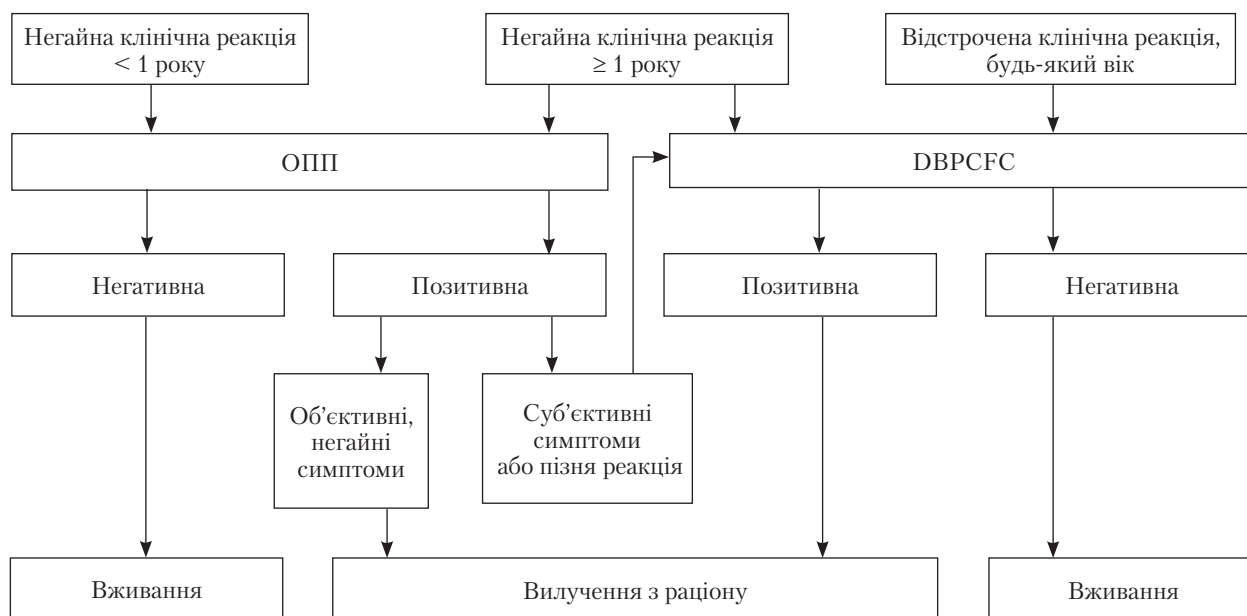 Негайна клінічна реакція
< 1 року
Негайна клінічна реакція
≥ 1 року
Відстрочена клінічна реакція,
будь-який вік
ОПП
DBPCFC
Негативна
Позитивна
Позитивна
Негативна
Об’єктивні,
негайні
симптоми
Суб’єктивні
симптоми
або пізня реакція
Вживання
Вилучення з раціону
Вживання